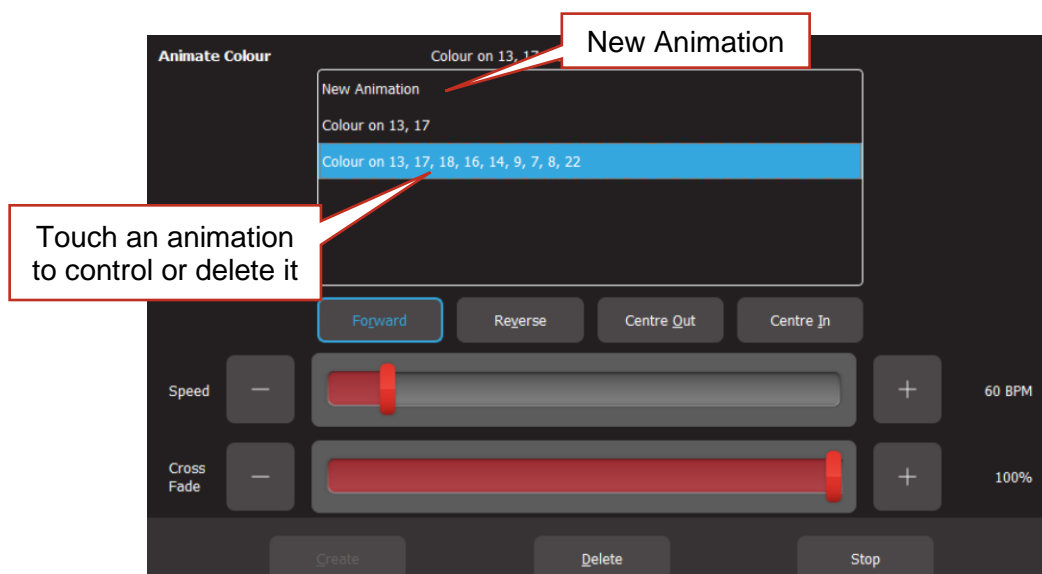 New Animation
Animate Colour
Colour on 13, 17
New Animation
Colour on 13, 17
Colour on 13, 17, 18, 16, 14, 9, 7, 8, 22
Touch an animation
to control or delete it
Forward
Reverse
Centre Out
Centre In
Speed
−
+
60 BPM
Cross
Fade
−
+
100%
Create
Delete
Stop